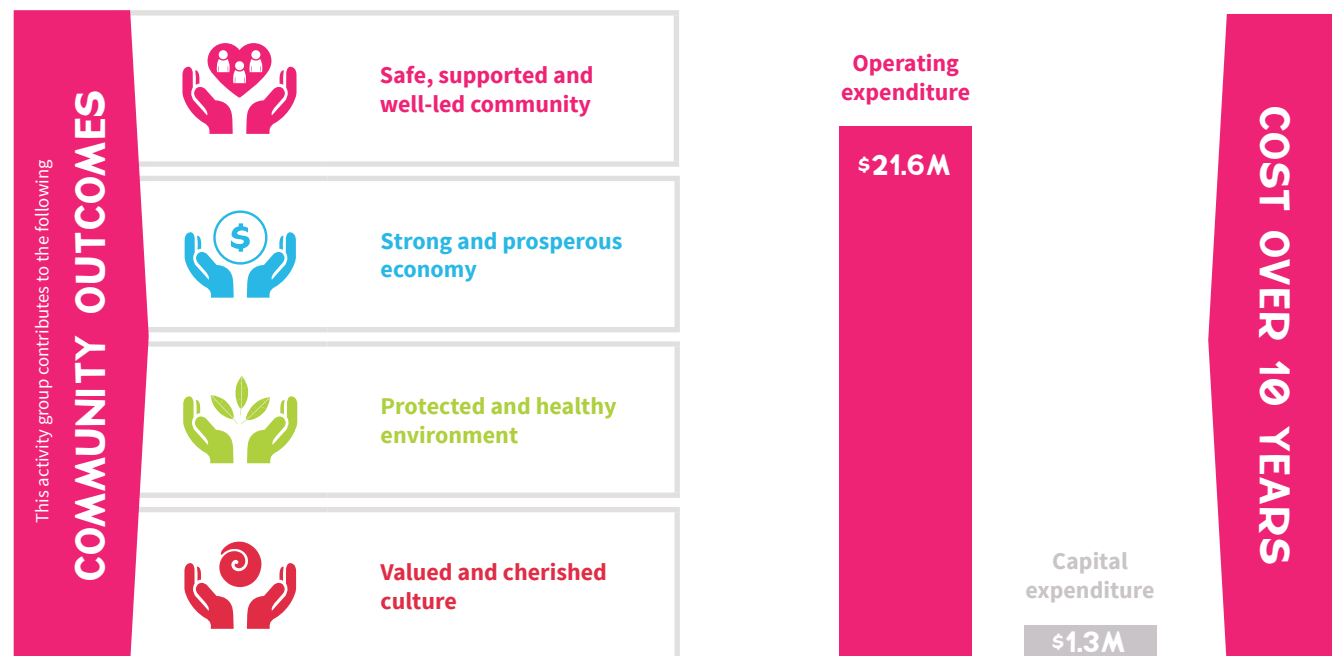 This activity group contributes to the following
COMMUNITY OUTCOMES
Safe, supported and
well-led community
$
Strong and prosperous
economy
Protected and healthy
environment
Valued and cherished
culture
Operating
expenditure
$21.6M
Capital
expenditure
$1.3M
COST OVER 10 YEARS